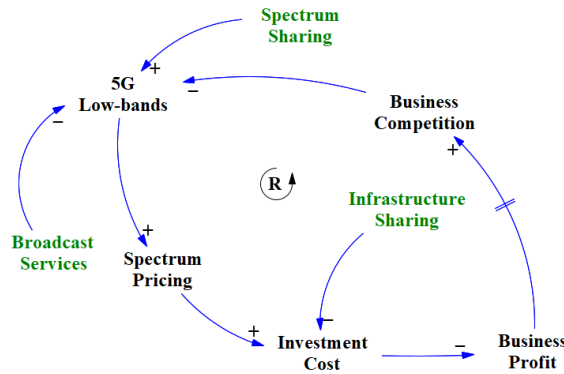 Spectrum
Sharing
+
5G
Low-bands
−
−
Business
Competition
+
R
Infrastructure
Sharing
Broadcast
Services
+
Spectrum
Pricing
+
−
Investment
Cost
−
Business
Profit